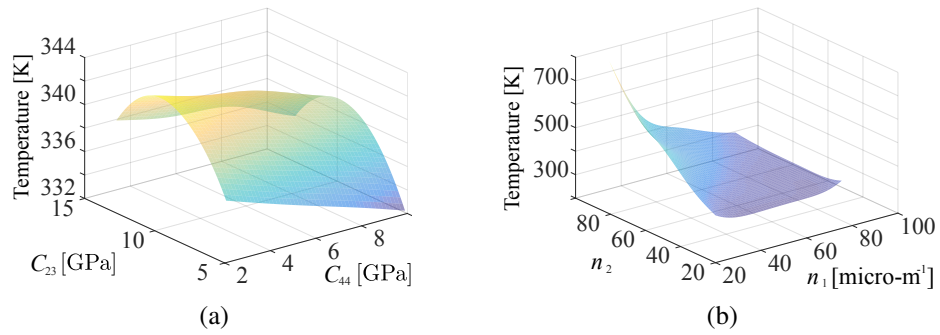 Temperature [K]
344
340
336
332
15
10
5
C₂₃ [GPa]
2
4
6
8
C₄₄ [GPa]
(a)
Temperature [K]
700
500
300
80
60
40
20
n₂
20
40
60
80
100
n₁ [micro-m⁻¹]
(b)